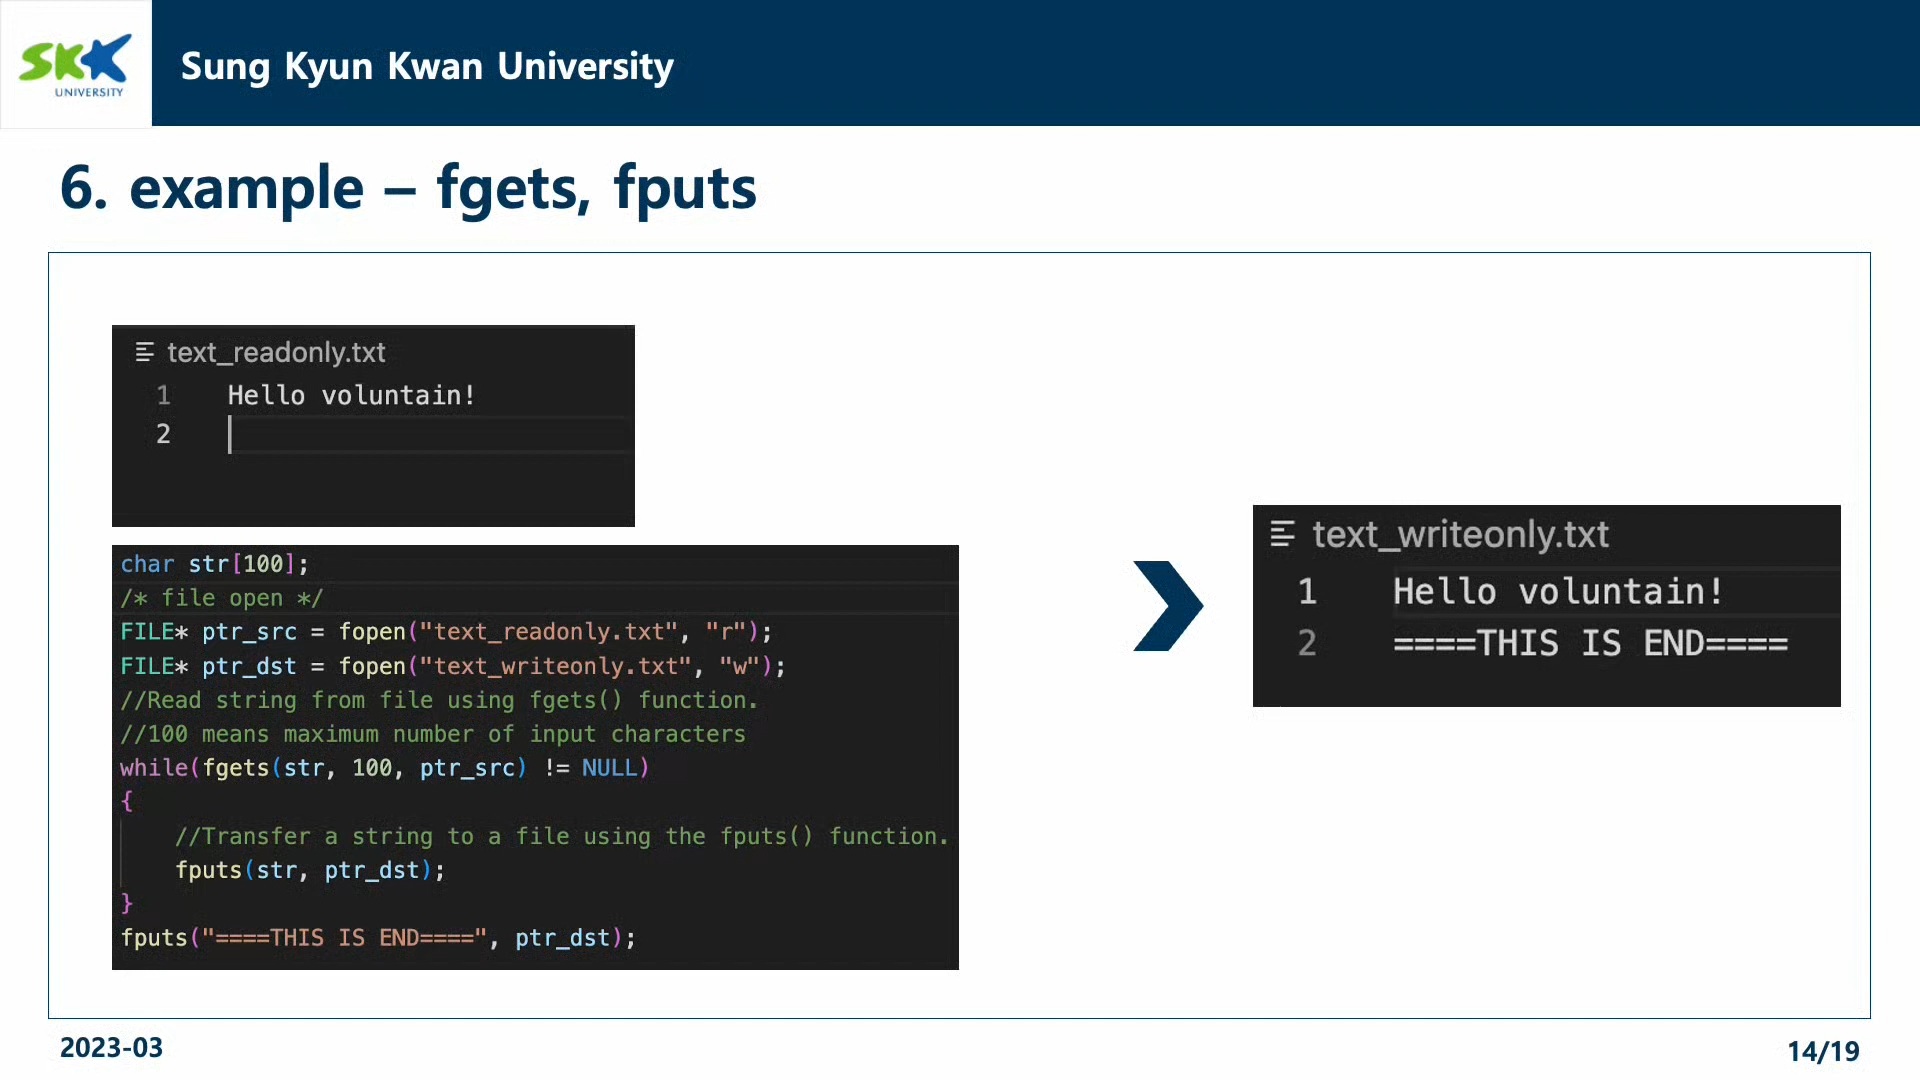 SKK
UNIVERSITY
Sung Kyun Kwan University
6. example – fgets, fputs
text_readonly.txt
1 Hello voluntain!
2
char str[100];
/* file open */
FILE* ptr_src = fopen("text_readonly.txt", "r");
FILE* ptr_dst = fopen("text_writeonly.txt", "w");
//Read string from file using fgets() function.
//100 means maximum number of input characters
while(fgets(str, 100, ptr_src) != NULL)
{
    //Transfer a string to a file using the fputs() function.
    fputs(str, ptr_dst);
}
fputs("====THIS IS END====", ptr_dst);
text_writeonly.txt
1 Hello voluntain!
2 ====THIS IS END====
2023-03
14/19